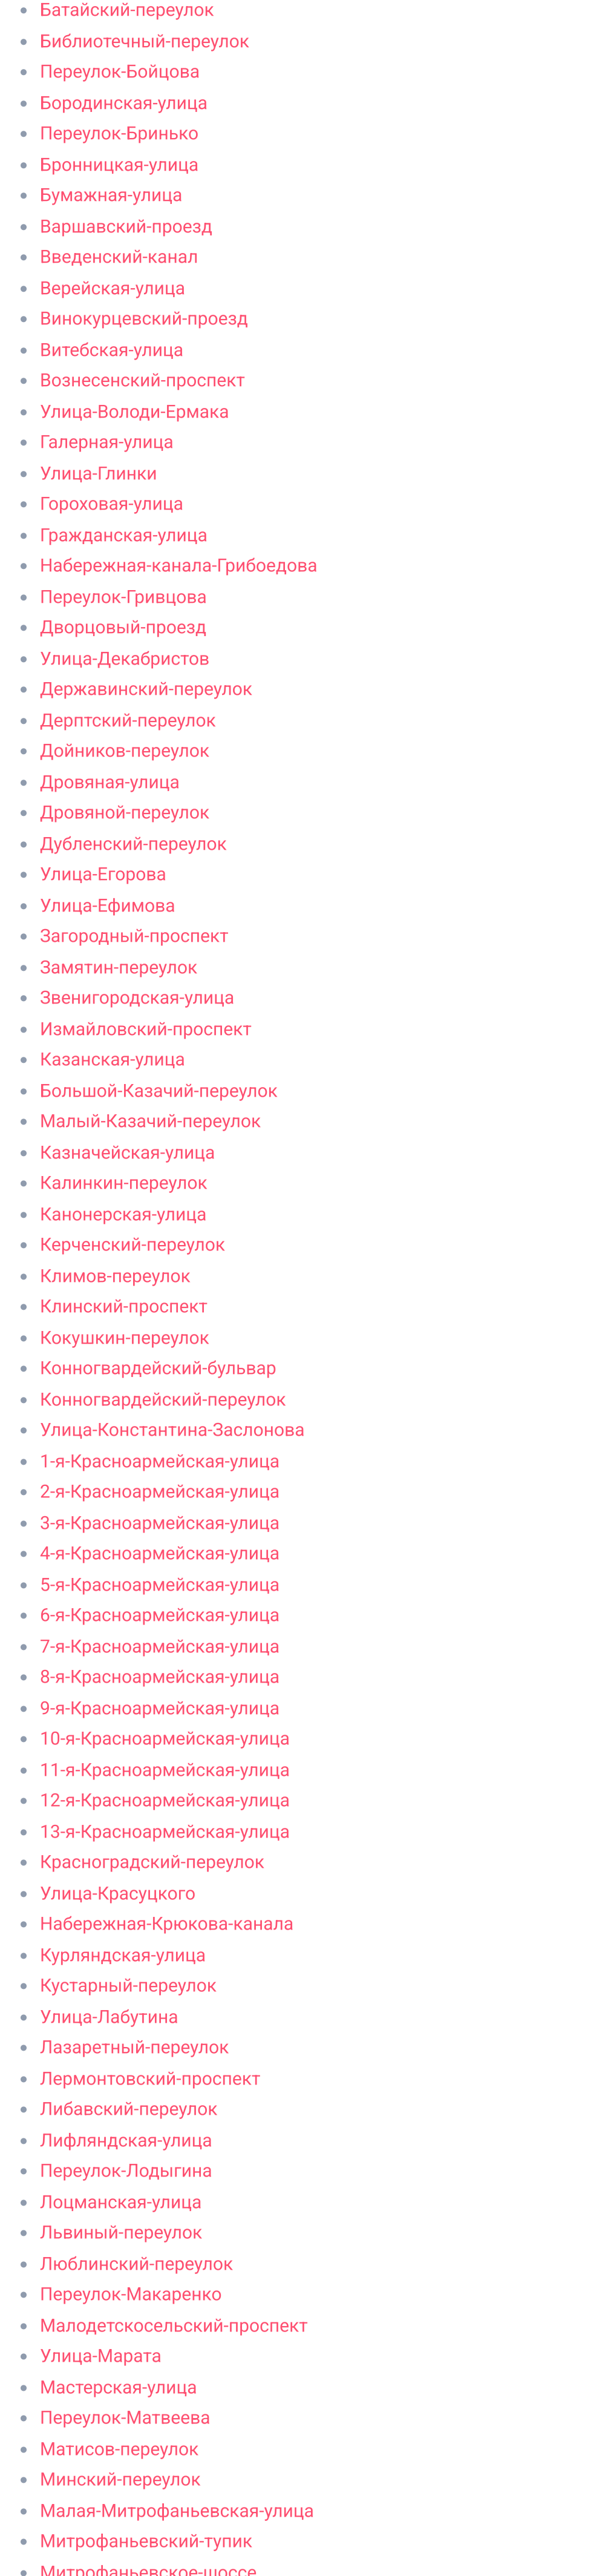 Батайский-переулок
Библиотечный-переулок
Переулок-Бойцова
Бородинская-улица
Переулок-Бринько
Бронницкая-улица
Бумажная-улица
Варшавский-проезд
Введенский-канал
Верейская-улица
Винокурцевский-проезд
Витебская-улица
Вознесенский-проспект
Улица-Володи-Ермака
Галерная-улица
Улица-Глинки
Гороховая-улица
Гражданская-улица
Набережная-канала-Грибоедова
Переулок-Гривцова
Дворцовый-проезд
Улица-Декабристов
Державинский-переулок
Дерптский-переулок
Дойников-переулок
Дровяная-улица
Дровяной-переулок
Дубленский-переулок
Улица-Егорова
Улица-Ефимова
Загородный-проспект
Замятин-переулок
Звенигородская-улица
Измайловский-проспект
Казанская-улица
Большой-Казачий-переулок
Малый-Казачий-переулок
Казначейская-улица
Калинкин-переулок
Канонерская-улица
Керченский-переулок
Климов-переулок
Клинский-проспект
Кокушкин-переулок
Конногвардейский-бульвар
Конногвардейский-переулок
Улица-Константина-Заслонова
1-я-Красноармейская-улица
2-я-Красноармейская-улица
3-я-Красноармейская-улица
4-я-Красноармейская-улица
5-я-Красноармейская-улица
6-я-Красноармейская-улица
7-я-Красноармейская-улица
8-я-Красноармейская-улица
9-я-Красноармейская-улица
10-я-Красноармейская-улица
11-я-Красноармейская-улица
12-я-Красноармейская-улица
13-я-Красноармейская-улица
Красноградский-переулок
Улица-Красуцкого
Набережная-Крюкова-канала
Курляндская-улица
Кустарный-переулок
Улица-Лабутина
Лазаретный-переулок
Лермонтовский-проспект
Либавский-переулок
Лифляндская-улица
Переулок-Лодыгина
Лоцманская-улица
Львиный-переулок
Люблинский-переулок
Переулок-Макаренко
Малодетскосельский-проспект
Улица-Марата
Мастерская-улица
Переулок-Матвеева
Матисов-переулок
Минский-переулок
Малая-Митрофаньевская-улица
Митрофаньевский-тупик
Митрофаньевское-шоссе